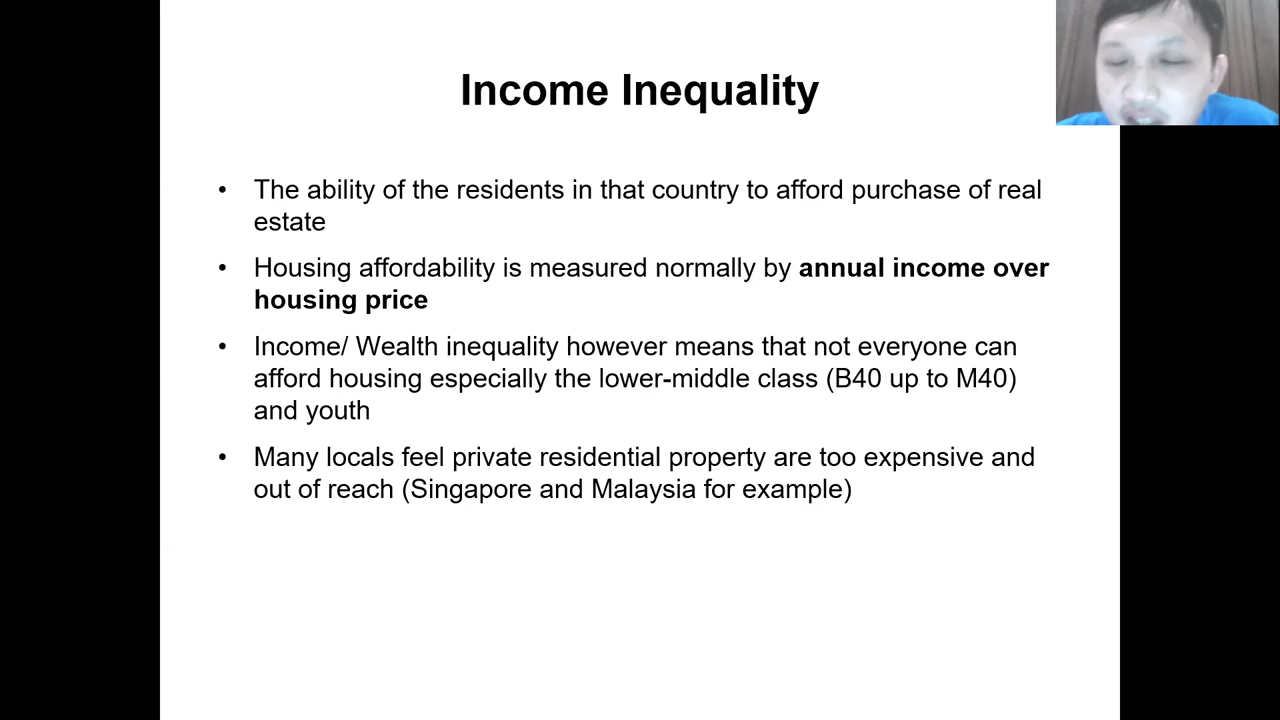 Income Inequality
• The ability of the residents in that country to afford purchase of real
estate
• Housing affordability is measured normally by annual income over
housing price
• Income/ Wealth inequality however means that not everyone can
afford housing especially the lower-middle class (B40 up to M40)
and youth
• Many locals feel private residential property are too expensive and
out of reach (Singapore and Malaysia for example)